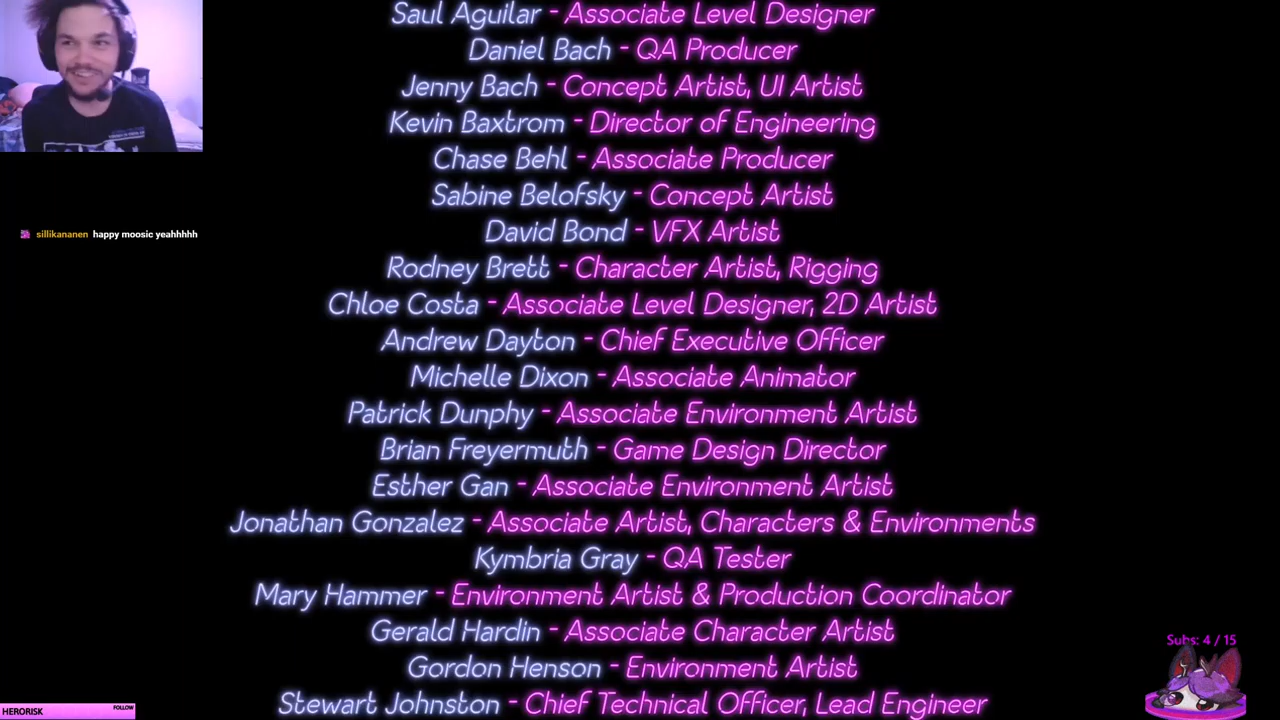 Saul Aguilar - Associate Level Designer
Daniel Bach - QA Producer
Jenny Bach - Concept Artist, UI Artist
Kevin Baxtrom - Director of Engineering
Chase Behl - Associate Producer
Sabine Belofsky - Concept Artist
David Bond - VFX Artist
sillikananen happy moosic yeahhhhh
Rodney Brett - Character Artist, Rigging
Chloe Costa - Associate Level Designer, 2D Artist
Andrew Dayton - Chief Executive Officer
Michelle Dixon - Associate Animator
Patrick Dunphy - Associate Environment Artist
Brian Freyermuth - Game Design Director
Esther Gan - Associate Environment Artist
Jonathan Gonzalez - Associate Artist, Characters & Environments
Kymbria Gray - QA Tester
Mary Hammer - Environment Artist & Production Coordinator
Gerald Hardin - Associate Character Artist
Subs: 4 / 15
Gordon Henson - Environment Artist
Stewart Johnston - Chief Technical Officer, Lead Engineer
HERORISK FOLLOW